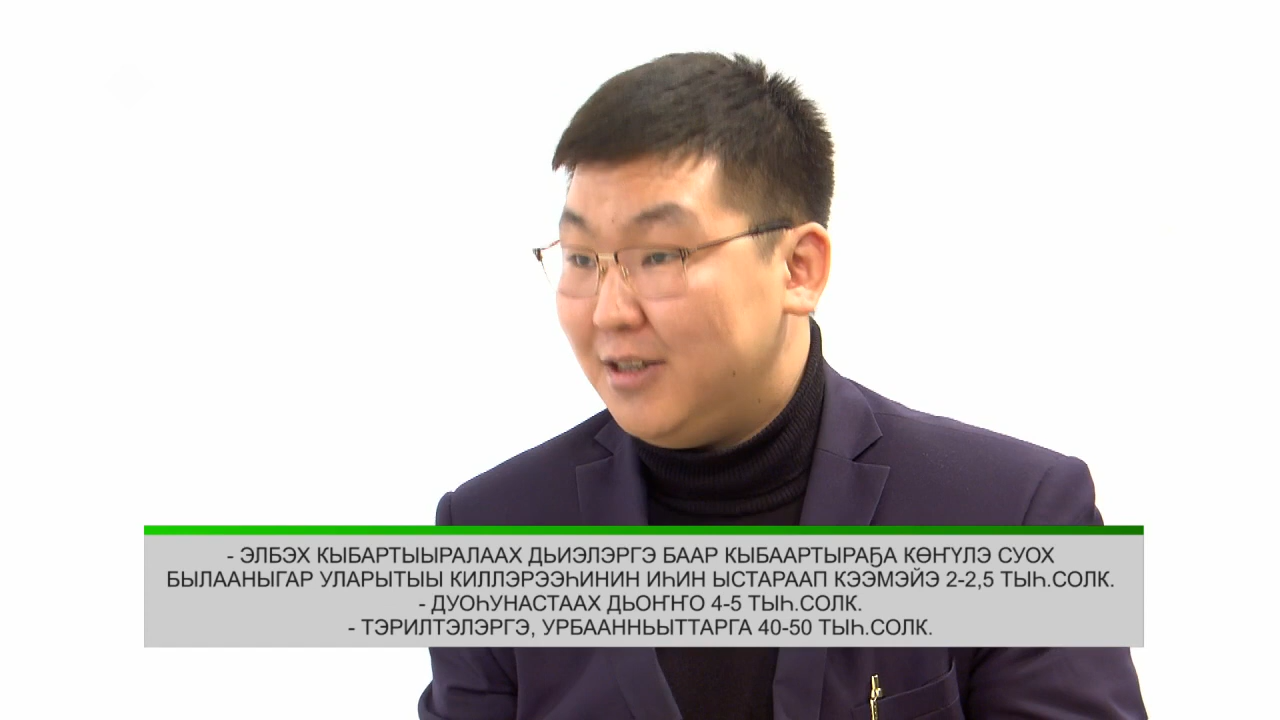 - ЭЛБЭХ КЫБАРТЫЫРАЛААХ ДЬИЭЛЭРГЭ БААР КЫБААРТЫРАҔА КӨҤҮЛЭ СУОХ
БЫЛААНЫГАР УЛАРЫТЫЫ КИЛЛЭРЭЭҺИНИН ИҺИН ЫСТАРААП КЭЭМЭЙЭ 2-2,5 ТЫҺ.СОЛК.
- ДУОҺУНАСТААХ ДЬОҤҤО 4-5 ТЫҺ.СОЛК.
- ТЭРИЛТЭЛЭРГЭ, УРБААННЬЫТТАРГА 40-50 ТЫҺ.СОЛК.